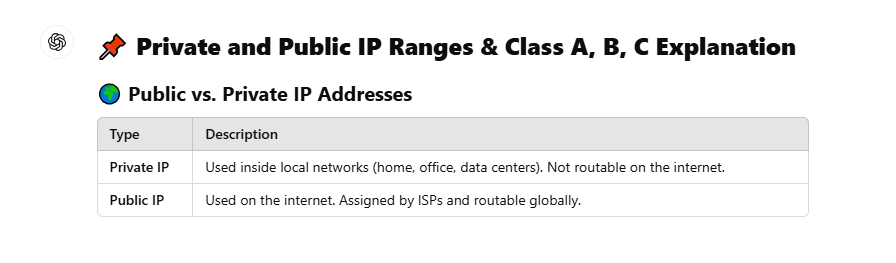 Private and Public IP Ranges & Class A, B, C Explanation
Public vs. Private IP Addresses
Type Description
Private IP Used inside local networks (home, office, data centers). Not routable on the internet.
Public IP Used on the internet. Assigned by ISPs and routable globally.